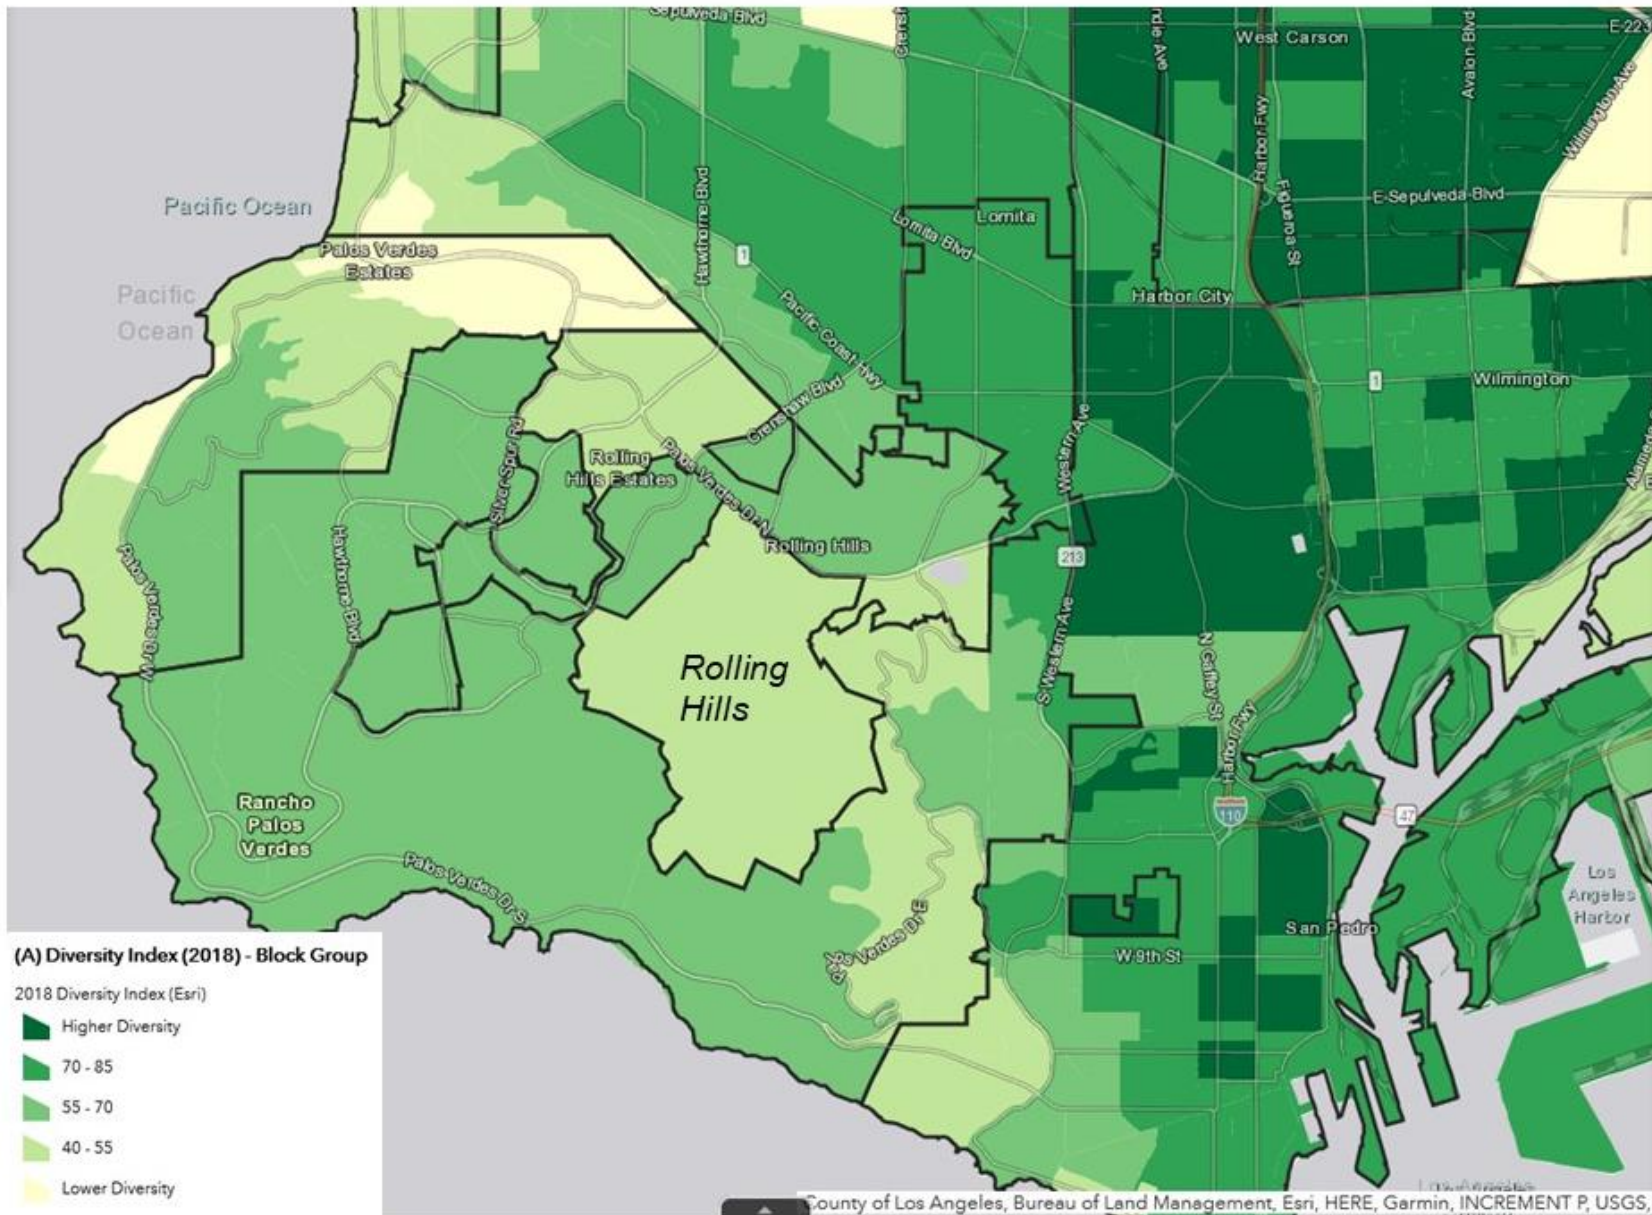 Sepulveda Blvd
West Carson
Avalon Blvd
Wilmington Ave
Harbor Fwy
Pacific Ocean
Hawthorne Blvd
Lomita
E Sepulveda Blvd
Figueroa St
Palos Verdes
Estates
1
Lomita Blvd
Pacific
Ocean
Harbor City
Pacific Coast Hwy
1
Wilmington
Crenshaw Blvd
Silver Spur Rd
Western Ave
Rolling
Hills Estates
Palos Verdes Dr N
Rolling Hills
213
Palos Verdes Dr W
Hawthorne Blvd
S Western Ave
N Gaffey St
Rolling
Hills
Harbor Fwy
Rancho
Palos
Verdes
110
47
Palos Verdes Dr S
Los
Angeles
Harbor
Verdes Dr E
San Pedro
W 9th St
(A) Diversity Index (2018) - Block Group
2018 Diversity Index (Esri)
Higher Diversity
70 - 85
55 - 70
40 - 55
Lower Diversity
County of Los Angeles, Bureau of Land Management, Esri, HERE, Garmin, INCREMENT P, USGS,